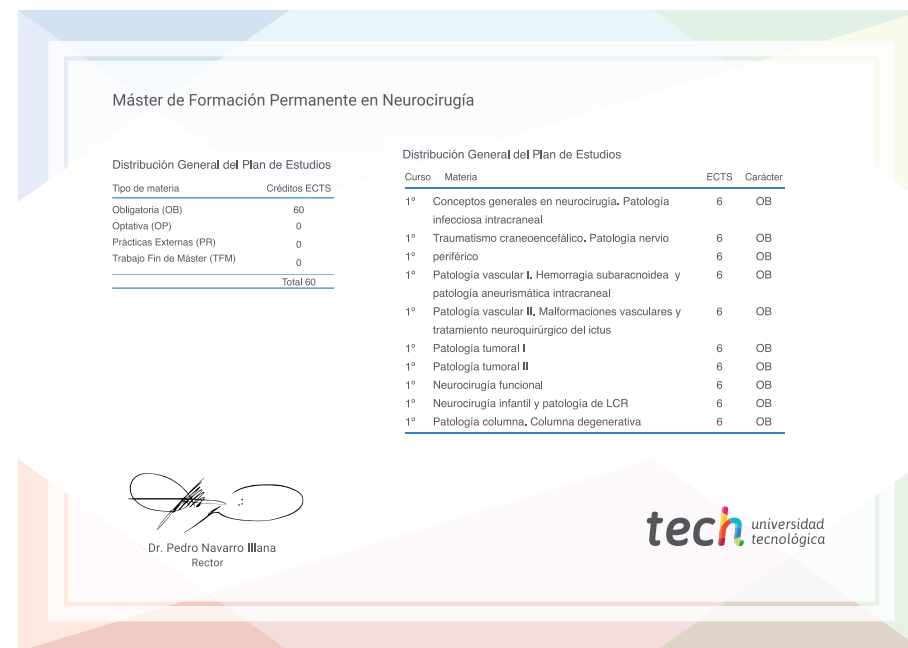 Máster de Formación Permanente en Neurocirugía
Distribución General del Plan de Estudios
Tipo de materia Créditos ECTS
Obligatoria (OB) 60
Optativa (OP) 0
Prácticas Externas (PR) 0
Trabajo Fin de Máster (TFM) 0
Total 60
Distribución General del Plan de Estudios
Curso Materia ECTS Carácter
1º Conceptos generales en neurocirugía. Patología 6 OB
infecciosa intracraneal
1º Traumatismo craneoencefálico. Patología nervio 6 OB
1º periférico 6 OB
1º Patología vascular I. Hemorragia subaracnoidea y 6 OB
patología aneurismática intracraneal
1º Patología vascular II. Malformaciones vasculares y 6 OB
tratamiento neuroquirúrgico del ictus
1º Patología tumoral I 6 OB
1º Patología tumoral II 6 OB
1º Neurocirugía funcional 6 OB
1º Neurocirugía infantil y patología de LCR 6 OB
1º Patología columna. Columna degenerativa 6 OB
Dr. Pedro Navarro Illana
Rector
tech universidad
tecnológica